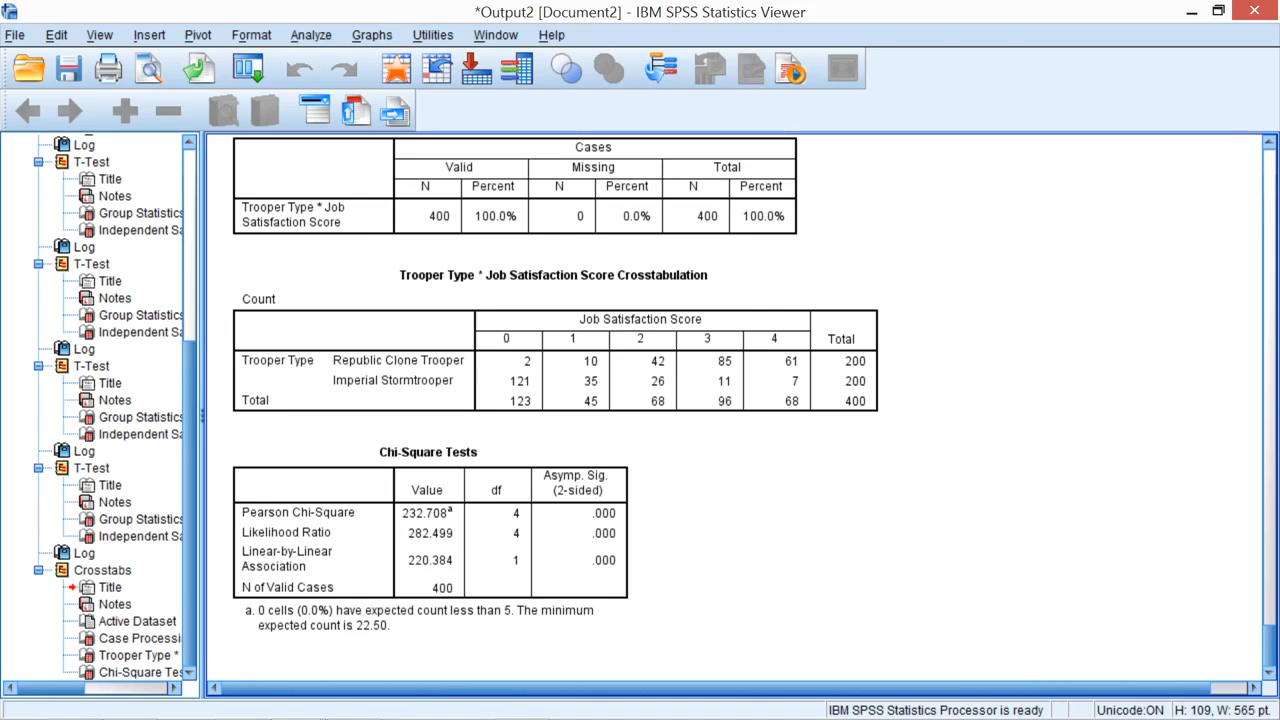 *Output2 [Document2] - IBM SPSS Statistics Viewer
File Edit View Insert Pivot Format Analyze Graphs Utilities Window Help
Log
T-Test
Title
Notes
Group Statistics
Independent Sa
Log
T-Test
Title
Notes
Group Statistics
Independent Sa
Log
T-Test
Title
Notes
Group Statistics
Independent Sa
Log
T-Test
Title
Notes
Group Statistics
Independent Sa
Log
Crosstabs
Title
Notes
Active Dataset
Case Processi
Trooper Type *
Chi-Square Tes
Cases
Valid Missing Total
N Percent N Percent N Percent
Trooper Type * Job
Satisfaction Score 400 100.0% 0 0.0% 400 100.0%
Trooper Type * Job Satisfaction Score Crosstabulation
Count
Job Satisfaction Score
0 1 2 3 4 Total
Trooper Type Republic Clone Trooper 2 10 42 85 61 200
Imperial Stormtrooper 121 35 26 11 7 200
Total 123 45 68 96 68 400
Chi-Square Tests
Value df Asymp. Sig.
(2-sided)
Pearson Chi-Square 232.708a 4 .000
Likelihood Ratio 282.499 4 .000
Linear-by-Linear
Association 220.384 1 .000
N of Valid Cases 400
a. 0 cells (0.0%) have expected count less than 5. The minimum
expected count is 22.50.
IBM SPSS Statistics Processor is ready Unicode:ON H: 109, W: 565 pt.